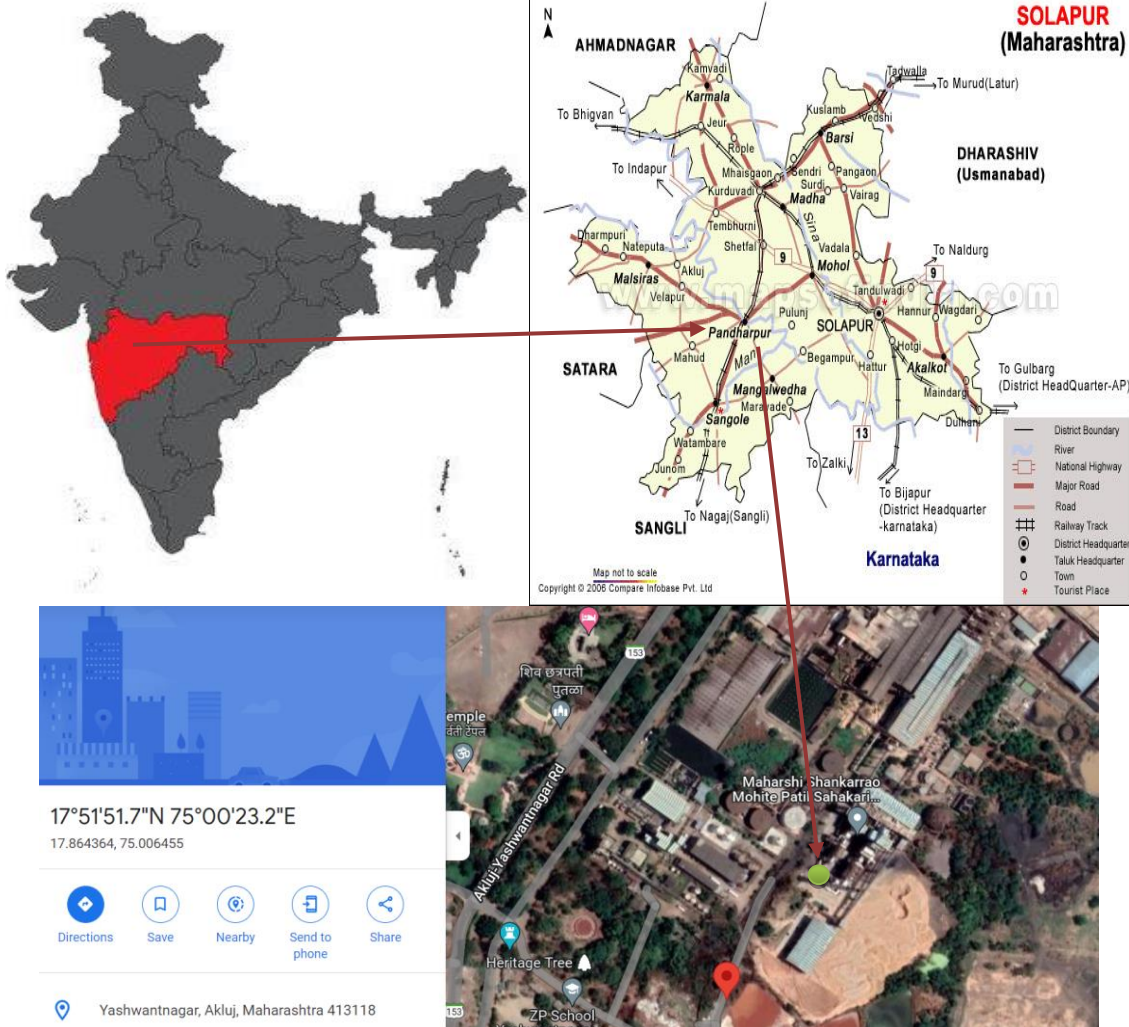 N
SOLAPUR
(Maharashtra)
AHMADNAGAR
Kamvadi
Karmala
Tadwalla
To Murud(Latur)
To Bhigvan
Jeur
Kuslamb
Vedshi
Barsi
Rople
DHARASHIV
(Usmanabad)
To Indapur
Mhaisgaon
Sendri
Pangaon
Kurduvadi
Surdi
Madha
Vairag
Tembhurni
Sina
Dharmpuri
Nateputa
Shetfal
9
Vadala
To Naldurg
Malsiras
Akluj
Mohol
9
Velapur
Tandulwadi
Hannur
Wagdari
Pulunj
SOLAPUR
Pandharpur
Hotgi
Mahud
Man
Begampur
Hattur
Akalkot
SATARA
To Gulbarg
(District HeadQuarter-AP)
Mangalwedha
Maindarg
Maravade
Sangole
Dulhani
13
Watambare
To Zalki
Junom
To Bijapur
(District Headquarter
-karnataka)
To Nagaj(Sangli)
SANGLI
Karnataka
District Boundary
River
National Highway
Major Road
Road
Railway Track
District Headquarter
Taluk Headquarter
Town
Tourist Place
Map not to scale
Copyright © 2006 Compare Infobase Pvt. Ltd
17°51'51.7"N 75°00'23.2"E
17.864364, 75.006455
Directions
Save
Nearby
Send to
phone
Share
Yashwantnagar, Akluj, Maharashtra 413118
153
शिव छत्रपती
पुतळा
emple
Akluj-Yashwantnagar Rd
Maharshi Shankarrao
Mohite Patil Sahakari...
Heritage Tree
153
ZP School